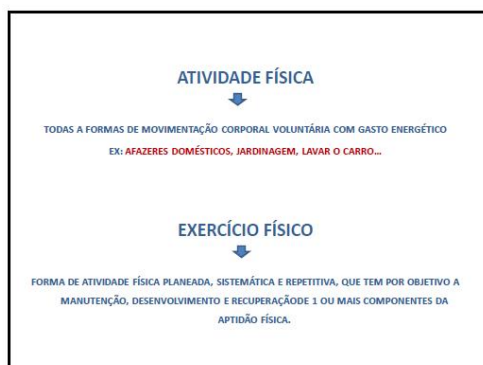 ATIVIDADE FÍSICA
TODAS A FORMAS DE MOVIMENTAÇÃO CORPORAL VOLUNTÁRIA COM GASTO ENERGÉTICO
EX: AFAZERES DOMÉSTICOS, JARDINAGEM, LAVAR O CARRO...
EXERCÍCIO FÍSICO
FORMA DE ATIVIDADE FÍSICA PLANEADA, SISTEMÁTICA E REPETITIVA, QUE TEM POR OBJETIVO A
MANUTENÇÃO, DESENVOLVIMENTO E RECUPERAÇÃODE 1 OU MAIS COMPONENTES DA
APTIDÃO FÍSICA.